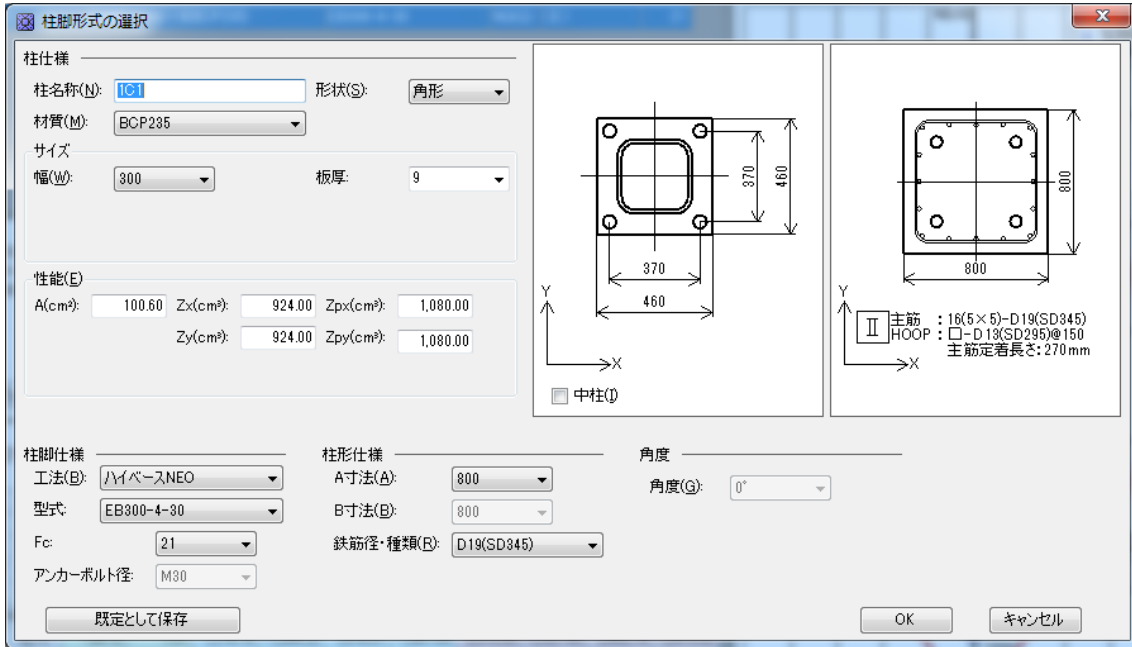 柱脚形式の選択
柱仕様
柱名称(N): 1C1 形状(S): 角形
材質(M): BCP235
サイズ
幅(W): 300 板厚: 9
性能(E)
A(cm²): 100.60 Zx(cm³): 924.00 Zpx(cm³): 1,080.00
Zy(cm³): 924.00 Zpy(cm³): 1,080.00
370
460
370
460
Y
X
中柱(I)
800
800
Y
X
II 主筋 : 16(5×5)-D19(SD345)
HOOP : □-D13(SD295)@150
主筋定着長さ:270mm
柱脚仕様
工法(B): ハイベースNEO
型式: EB300-4-30
Fc: 21
アンカーボルト径: M30
柱形仕様
A寸法(A): 800
B寸法(B): 800
鉄筋径・種類(R): D19(SD345)
角度
角度(G): 0°
既定として保存
OK
キャンセル